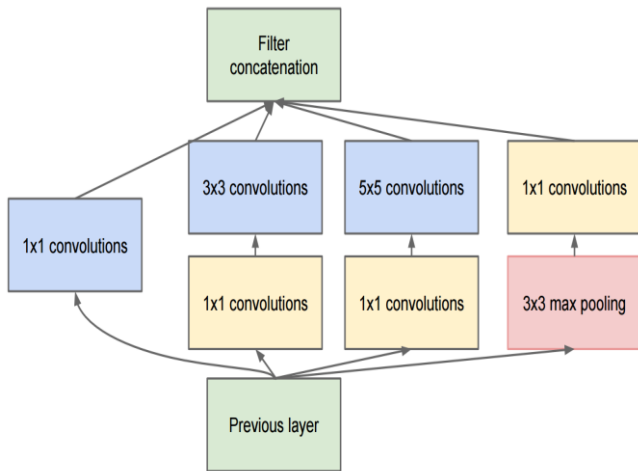 Filter
concatenation
3x3 convolutions
5x5 convolutions
1x1 convolutions
1x1 convolutions
1x1 convolutions
1x1 convolutions
3x3 max pooling
Previous layer